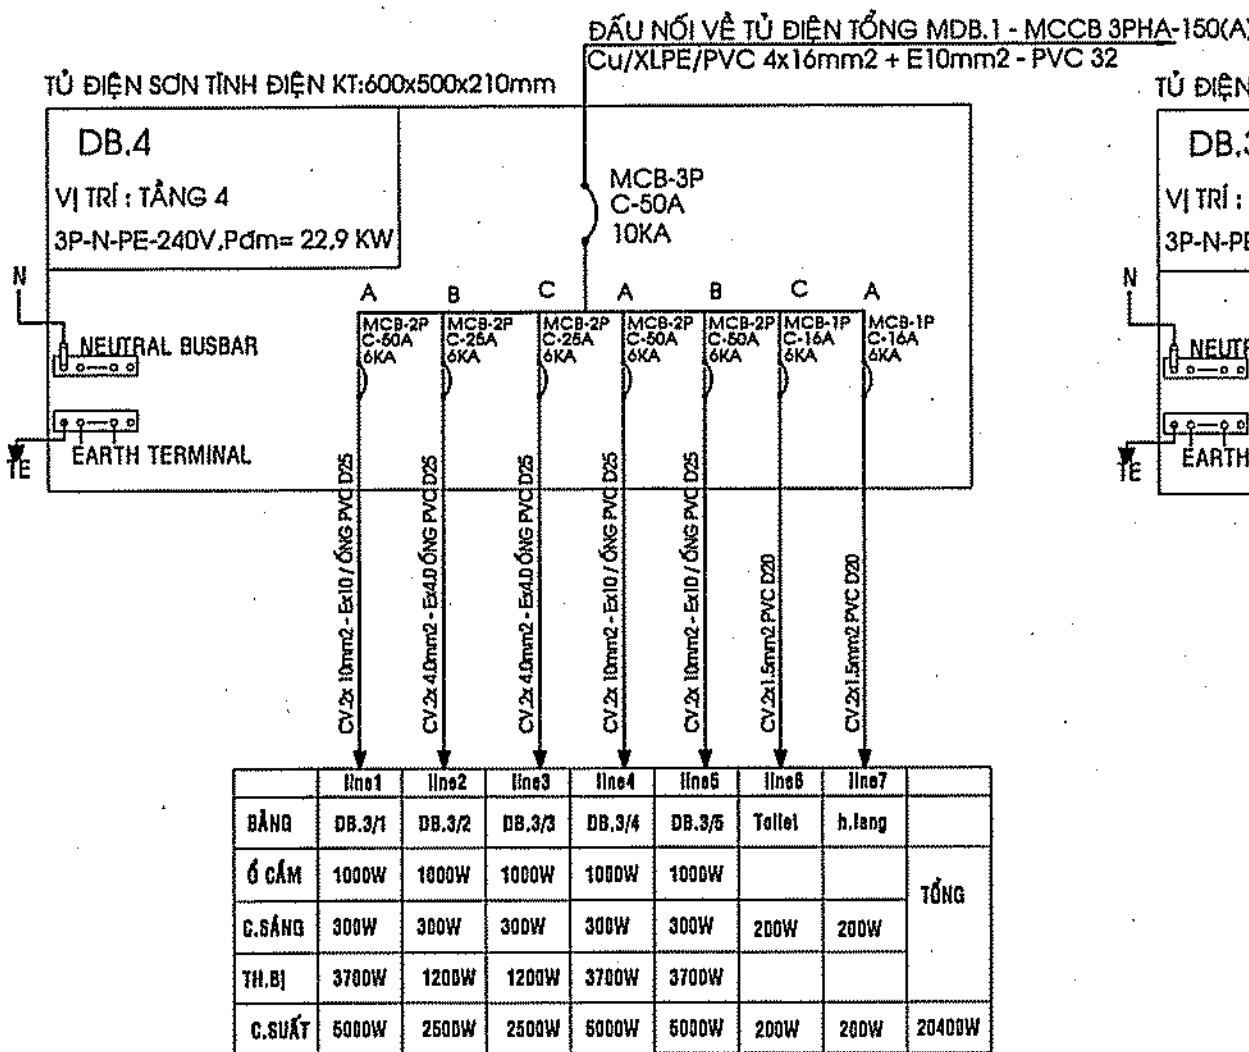 ĐẤU NỐI VỀ TỦ ĐIỆN TỔNG MDB.1 - MCCB 3PHA-150(A)
Cu/XLPE/PVC 4x16mm2 + E10mm2 - PVC 32
TỦ ĐIỆN SƠN TĨNH ĐIỆN KT:600x500x210mm
TỦ ĐIỆN
DB.4
VỊ TRÍ : TẦNG 4
3P-N-PE-240V,Pdm= 22,9 KW
MCB-3P
C-50A
10KA
DB.3
VỊ TRÍ :
3P-N-PE
N
NEUTRAL BUSBAR
TE
EARTH TERMINAL
A B C A B C A
MCB-2P
C-50A
6KA
MCB-2P
C-25A
6KA
MCB-2P
C-25A
6KA
MCB-2P
C-50A
6KA
MCB-2P
C-50A
6KA
MCB-1P
C-16A
6KA
MCB-1P
C-16A
6KA
N
NEUTR
TE
EARTH
CV.2x 10mm2 - Ex10 / ỐNG PVC D25
CV.2x 4.0mm2 - Ex4.0 ỐNG PVC D25
CV.2x 4.0mm2 - Ex4.0 ỐNG PVC D25
CV.2x 10mm2 - Ex10 / ỐNG PVC D25
CV.2x 10mm2 - Ex10 / ỐNG PVC D25
CV.2x1.5mm2 PVC D20
CV.2x1.5mm2 PVC D20
line1 line2 line3 line4 line5 line6 line7
BẢNG DB.3/1 DB.3/2 DB.3/3 DB.3/4 DB.3/5 Toilet h.lang
Ổ CẮM 1000W 1000W 1000W 1000W 1000W
TỔNG
C.SÁNG 300W 300W 300W 300W 300W 200W 200W
TH.BỊ 3700W 1200W 1200W 3700W 3700W
C.SUẤT 5000W 2500W 2500W 5000W 5000W 200W 200W 20400W